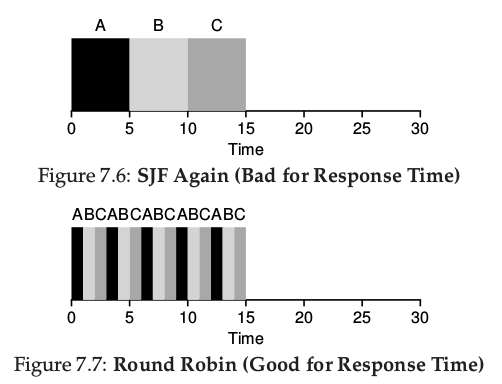 A B C
0 5 10 15 20 25 30
Time
Figure 7.6: SJF Again (Bad for Response Time)
ABCABCABCABCABC
0 5 10 15 20 25 30
Time
Figure 7.7: Round Robin (Good for Response Time)